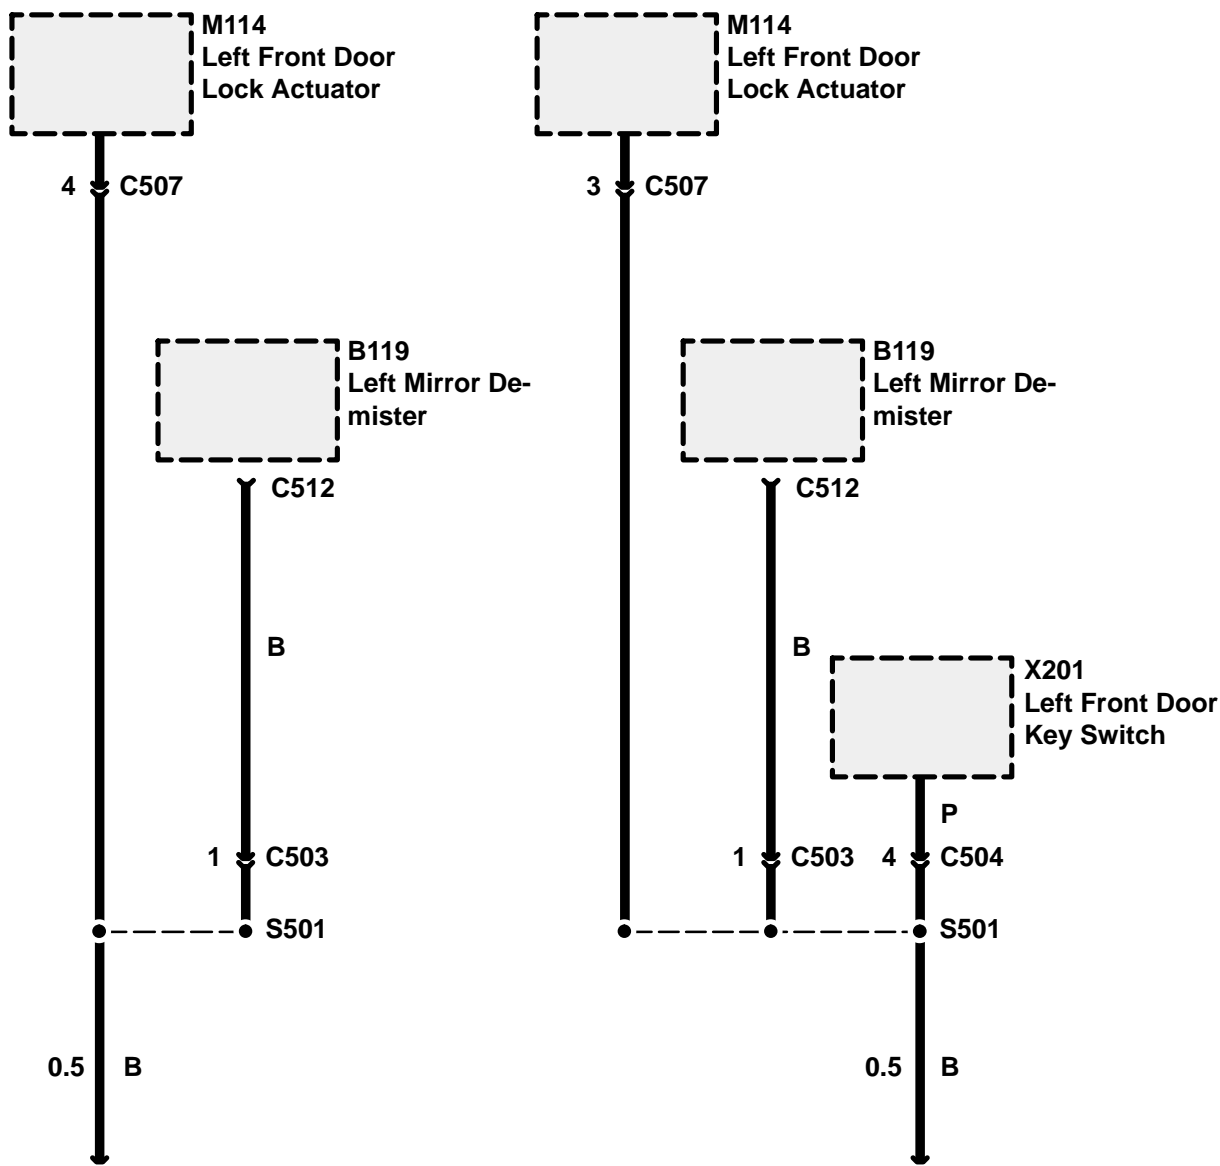 M114
Left Front Door
Lock Actuator
4
C507
B119
Left Mirror De-
mister
C512
B
1
C503
S501
0.5
B
M114
Left Front Door
Lock Actuator
3
C507
B119
Left Mirror De-
mister
C512
B
X201
Left Front Door
Key Switch
P
1
C503
4
C504
S501
0.5
B